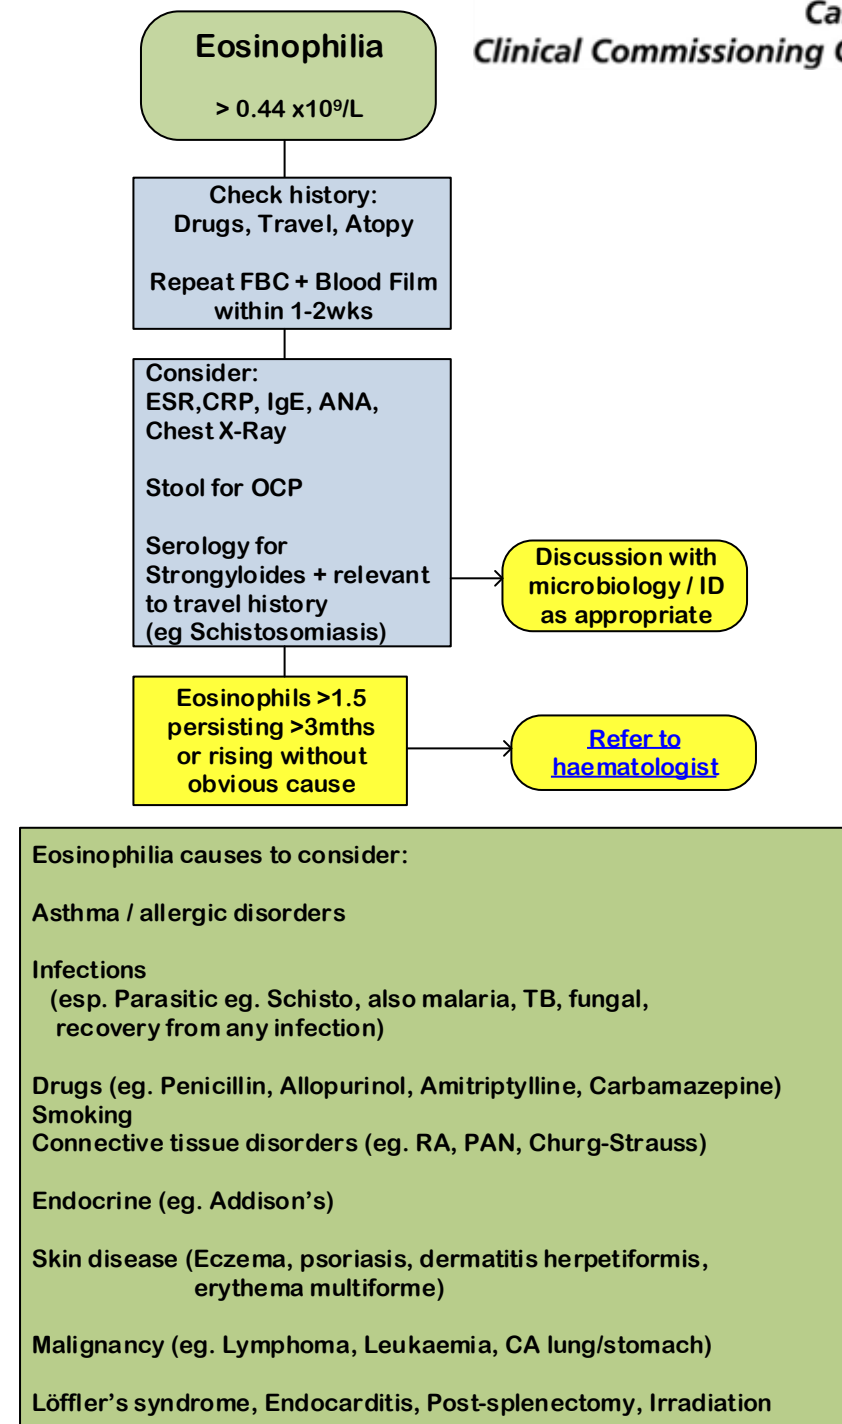 Clinical Commissioning
Eosinophilia
> 0.44 x10⁹/L
Check history:
Drugs, Travel, Atopy
Repeat FBC + Blood Film
within 1-2wks
Consider:
ESR,CRP, IgE, ANA,
Chest X-Ray
Stool for OCP
Serology for
Strongyloides + relevant
to travel history
(eg Schistosomiasis)
Discussion with
microbiology / ID
as appropriate
Eosinophils >1.5
persisting >3mths
or rising without
obvious cause
Refer to
haematologist
Eosinophilia causes to consider:
Asthma / allergic disorders
Infections
(esp. Parasitic eg. Schisto, also malaria, TB, fungal,
recovery from any infection)
Drugs (eg. Penicillin, Allopurinol, Amitriptylline, Carbamazepine)
Smoking
Connective tissue disorders (eg. RA, PAN, Churg-Strauss)
Endocrine (eg. Addison's)
Skin disease (Eczema, psoriasis, dermatitis herpetiformis,
erythema multiforme)
Malignancy (eg. Lymphoma, Leukaemia, CA lung/stomach)
Löffler's syndrome, Endocarditis, Post-splenectomy, Irradiation